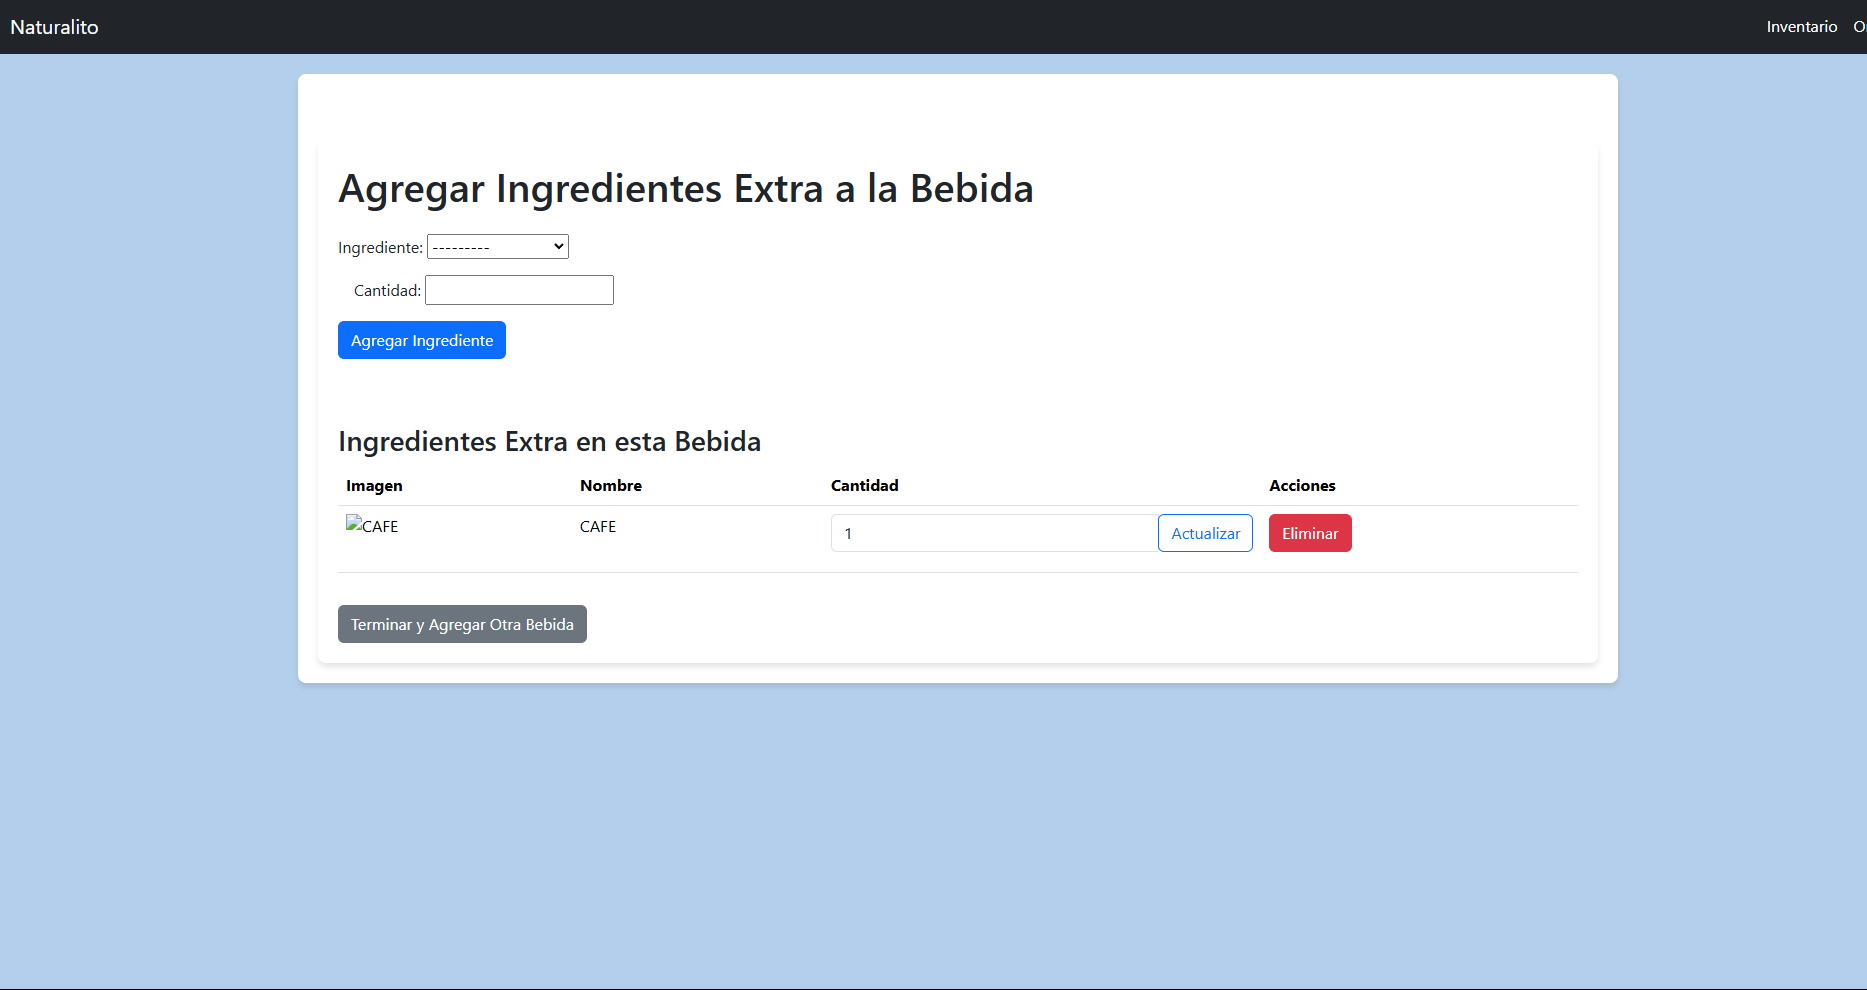 Naturalito Inventario
Agregar Ingredientes Extra a la Bebida
Ingrediente: ---------
Cantidad:
Agregar Ingrediente
Ingredientes Extra en esta Bebida
Imagen Nombre Cantidad Acciones
CAFE CAFE 1 Actualizar Eliminar
Terminar y Agregar Otra Bebida